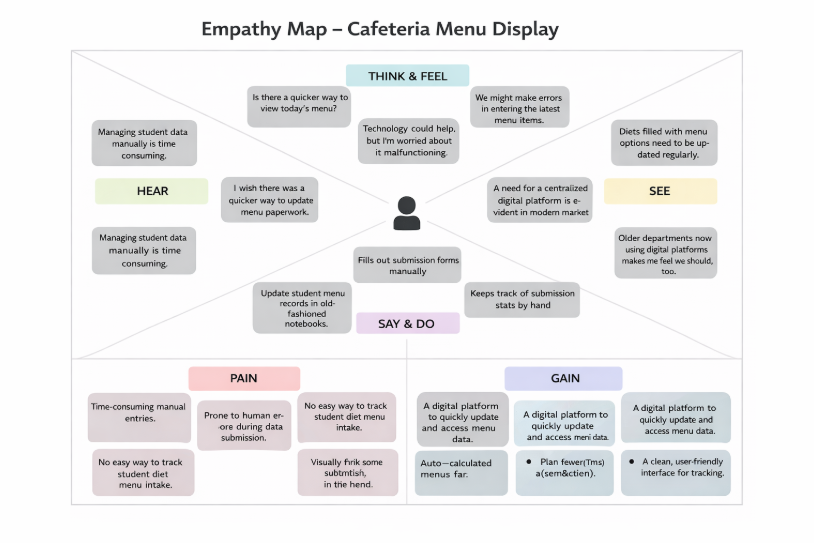 Empathy Map – Cafeteria Menu Display
THINK & FEEL
Is there a quicker way to
view today's menu?
We might make errors
in entering the latest
menu items.
Technology could help,
but I'm worried about
it malfunctioning.
Managing student data
manually is time
consuming.
HEAR
I wish there was a
quicker way to update
menu paperwork.
Managing student data
manually is time
consuming.
Diets filled with menu
options need to be up-
dated regularly.
A need for a centralized
digital platform is e-
vident in modern market
SEE
Older departments now
using digital platforms
makes me feel we should,
too.
Fills out submission forms
manually
Update student menu
records in old-
fashioned
notebooks.
Keeps track of submission
stats by hand
SAY & DO
PAIN
Time-consuming manual
entries.
Prone to human er-
-ore during data
submission.
No easy way to track
student diet menu
intake.
No easy way to track
student diet
menu intake.
Visually some
in the hend.
GAIN
A digital platform
to quickly update
and access menu
data.
A digital platform to
quickly update
and access meni data.
A digital platform to
quickly update and
access menu data.
Auto—calculated
menus far.
• Plan fewer(Tms)
a(sem&ctien).
• A clean, user-friendly
interface for tracking.